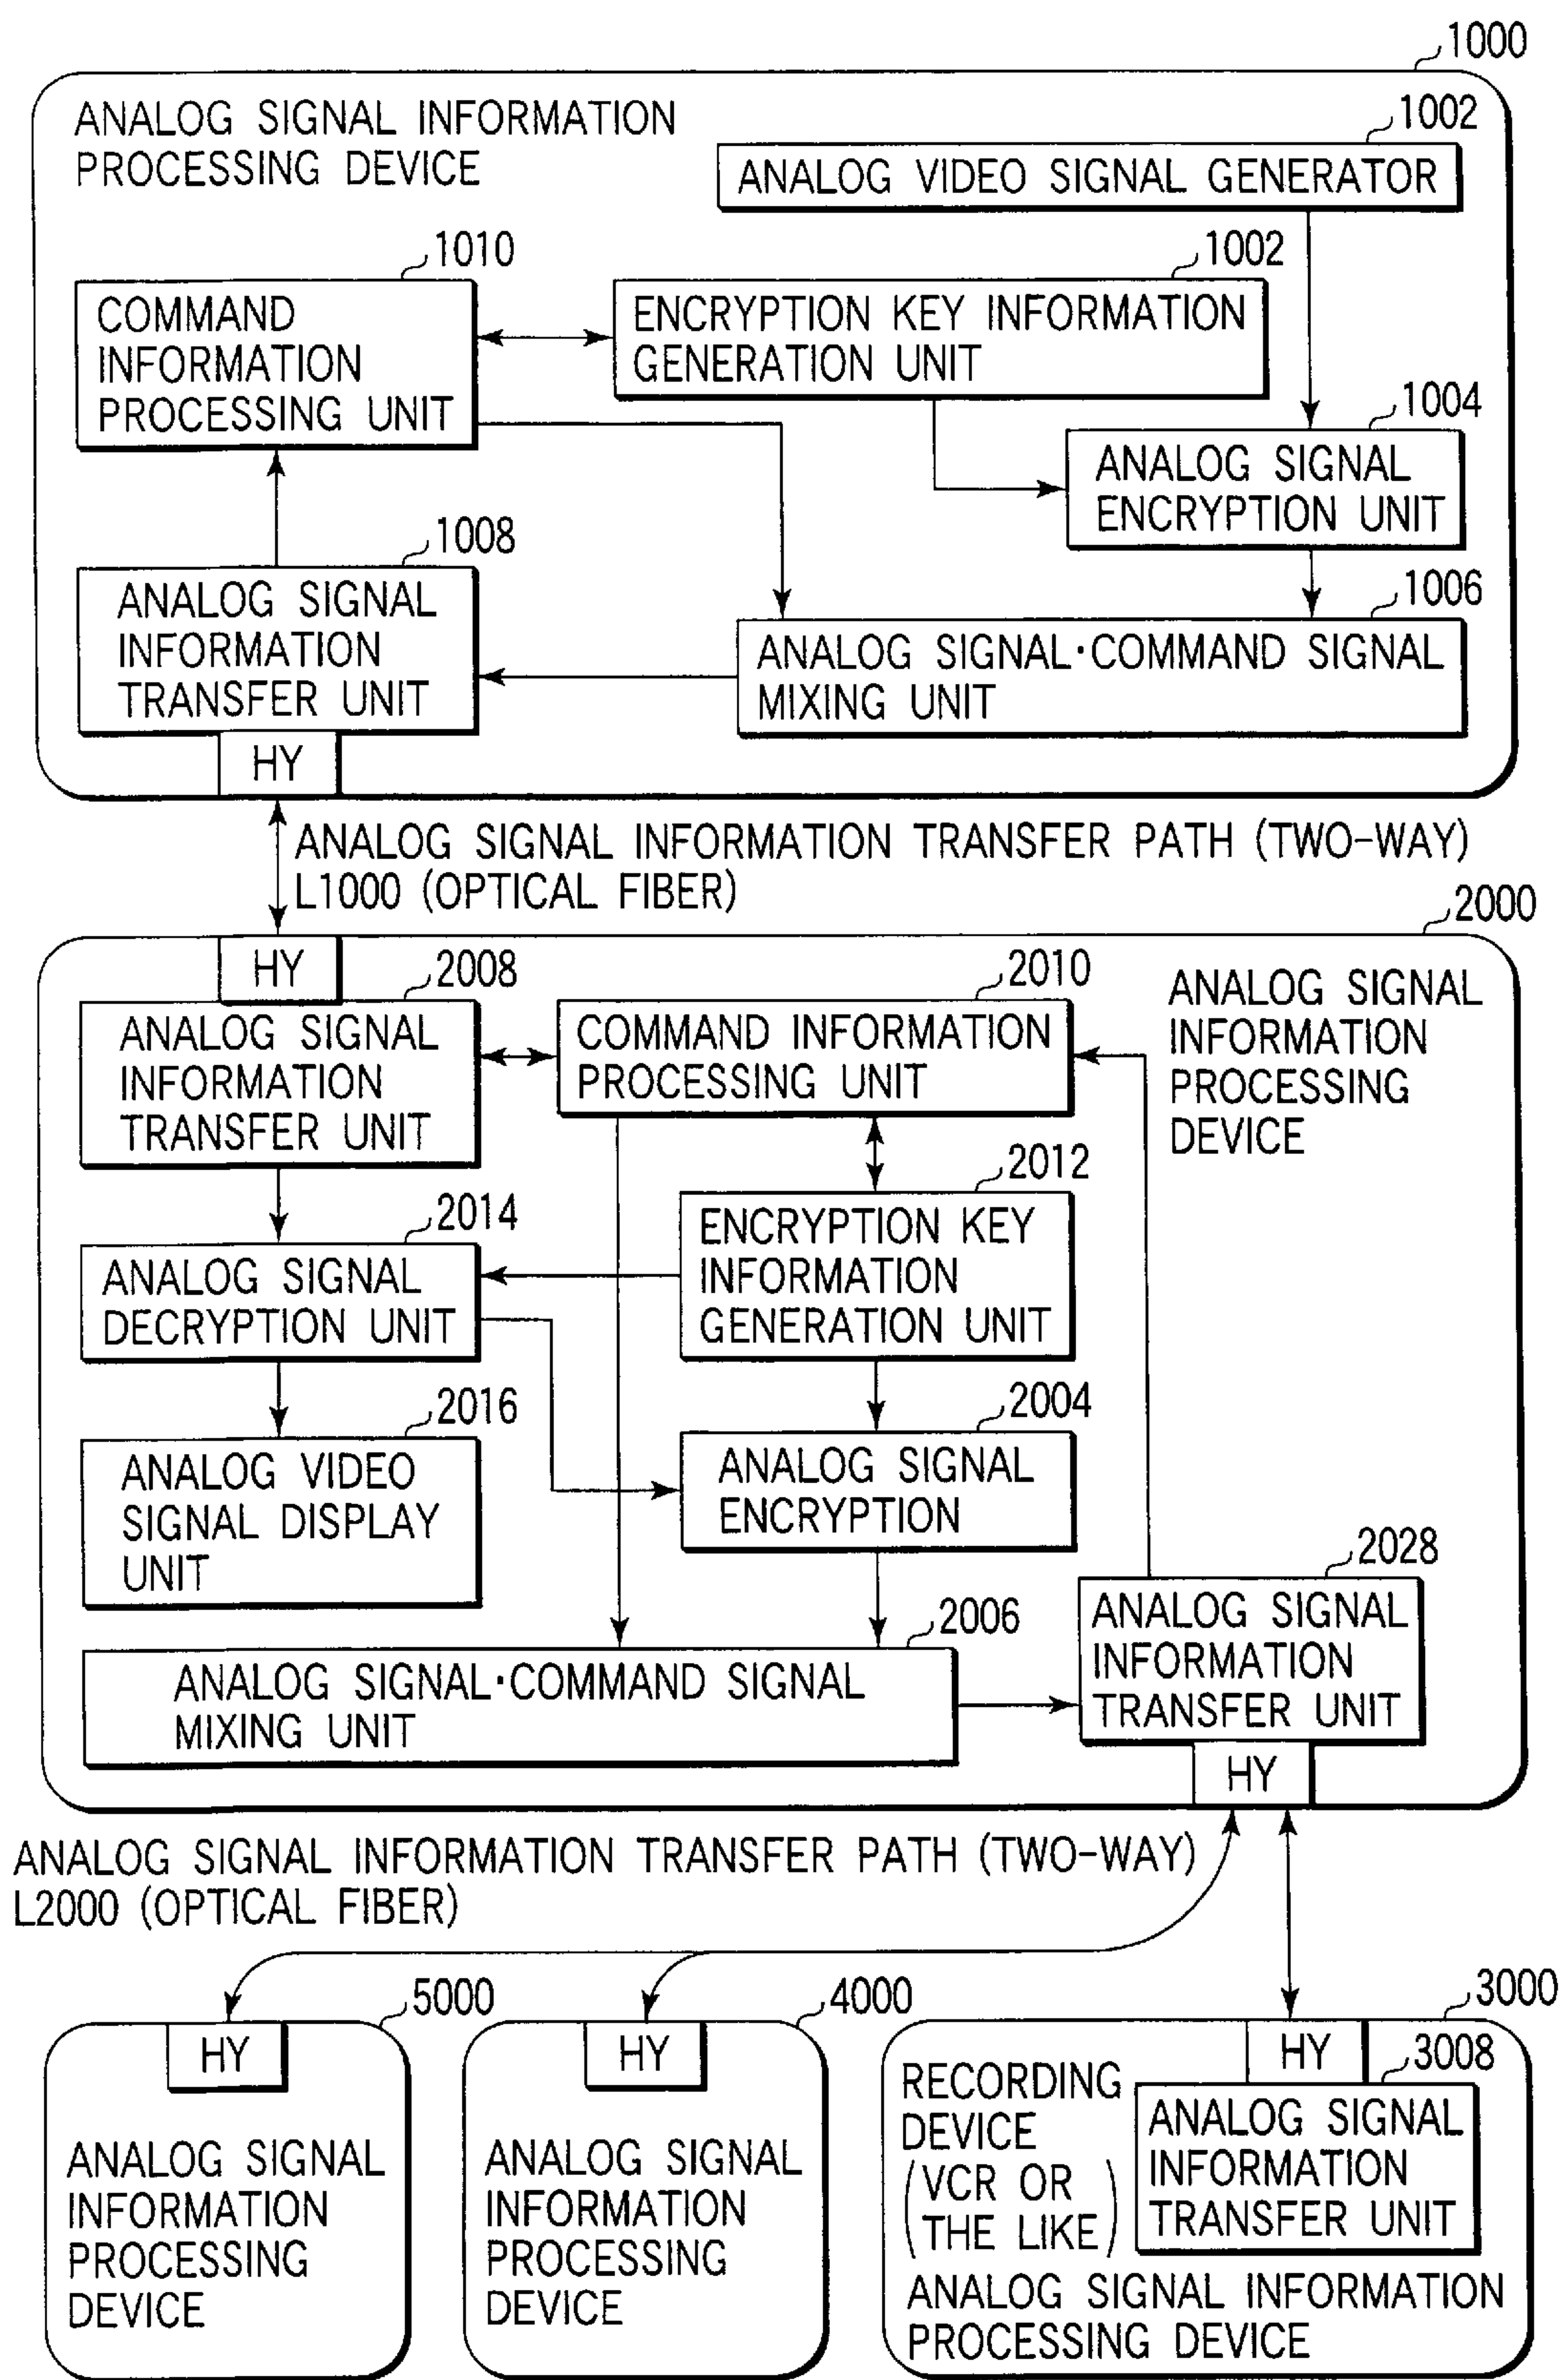 1000
ANALOG SIGNAL INFORMATION
PROCESSING DEVICE
1002
ANALOG VIDEO SIGNAL GENERATOR
1010
COMMAND
INFORMATION
PROCESSING UNIT
1002
ENCRYPTION KEY INFORMATION
GENERATION UNIT
1004
ANALOG SIGNAL
ENCRYPTION UNIT
1008
ANALOG SIGNAL
INFORMATION
TRANSFER UNIT
1006
ANALOG SIGNAL·COMMAND SIGNAL
MIXING UNIT
HY
ANALOG SIGNAL INFORMATION TRANSFER PATH (TWO-WAY)
L1000 (OPTICAL FIBER)
2000
HY
2008
ANALOG SIGNAL
INFORMATION
TRANSFER UNIT
2010
COMMAND INFORMATION
PROCESSING UNIT
ANALOG SIGNAL
INFORMATION
PROCESSING
DEVICE
2012
ENCRYPTION KEY
INFORMATION
GENERATION UNIT
2014
ANALOG SIGNAL
DECRYPTION UNIT
2016
ANALOG VIDEO
SIGNAL DISPLAY
UNIT
2004
ANALOG SIGNAL
ENCRYPTION
2028
ANALOG SIGNAL
INFORMATION
TRANSFER UNIT
2006
ANALOG SIGNAL·COMMAND SIGNAL
MIXING UNIT
HY
ANALOG SIGNAL INFORMATION TRANSFER PATH (TWO-WAY)
L2000 (OPTICAL FIBER)
5000
HY
ANALOG SIGNAL
INFORMATION
PROCESSING
DEVICE
4000
HY
ANALOG SIGNAL
INFORMATION
PROCESSING
DEVICE
3000
HY
3008
RECORDING
DEVICE
(VCR OR
THE LIKE)
ANALOG SIGNAL
INFORMATION
TRANSFER UNIT
ANALOG SIGNAL INFORMATION
PROCESSING DEVICE